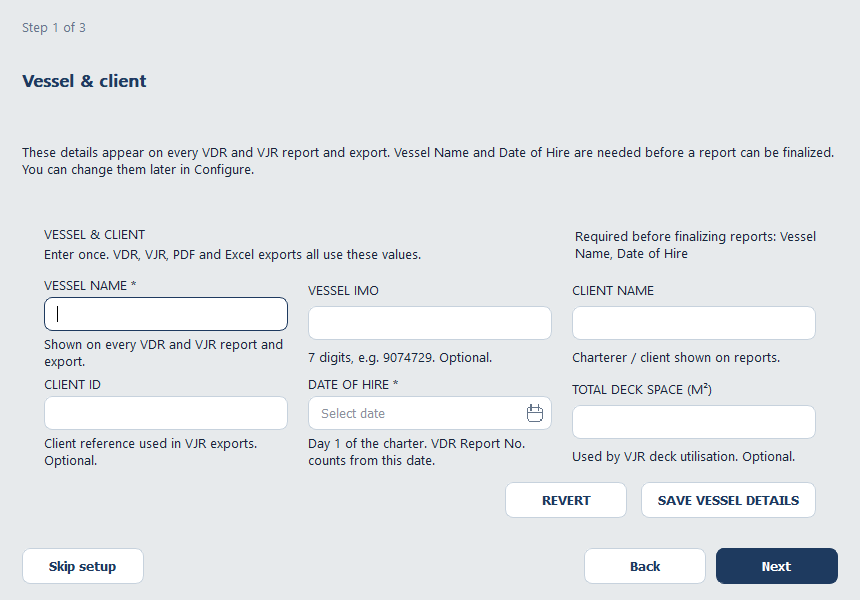 Step 1 of 3
Vessel & client
These details appear on every VDR and VJR report and export. Vessel Name and Date of Hire are needed before a report can be finalized.
You can change them later in Configure.
VESSEL & CLIENT
Enter once. VDR, VJR, PDF and Excel exports all use these values.
Required before finalizing reports: Vessel
Name, Date of Hire
VESSEL NAME *
Shown on every VDR and VJR report and
export.
VESSEL IMO
7 digits, e.g. 9074729. Optional.
CLIENT NAME
Charterer / client shown on reports.
CLIENT ID
Client reference used in VJR exports.
Optional.
DATE OF HIRE *
Select date
Day 1 of the charter. VDR Report No.
counts from this date.
TOTAL DECK SPACE (M²)
Used by VJR deck utilisation. Optional.
REVERT
SAVE VESSEL DETAILS
Skip setup
Back
Next